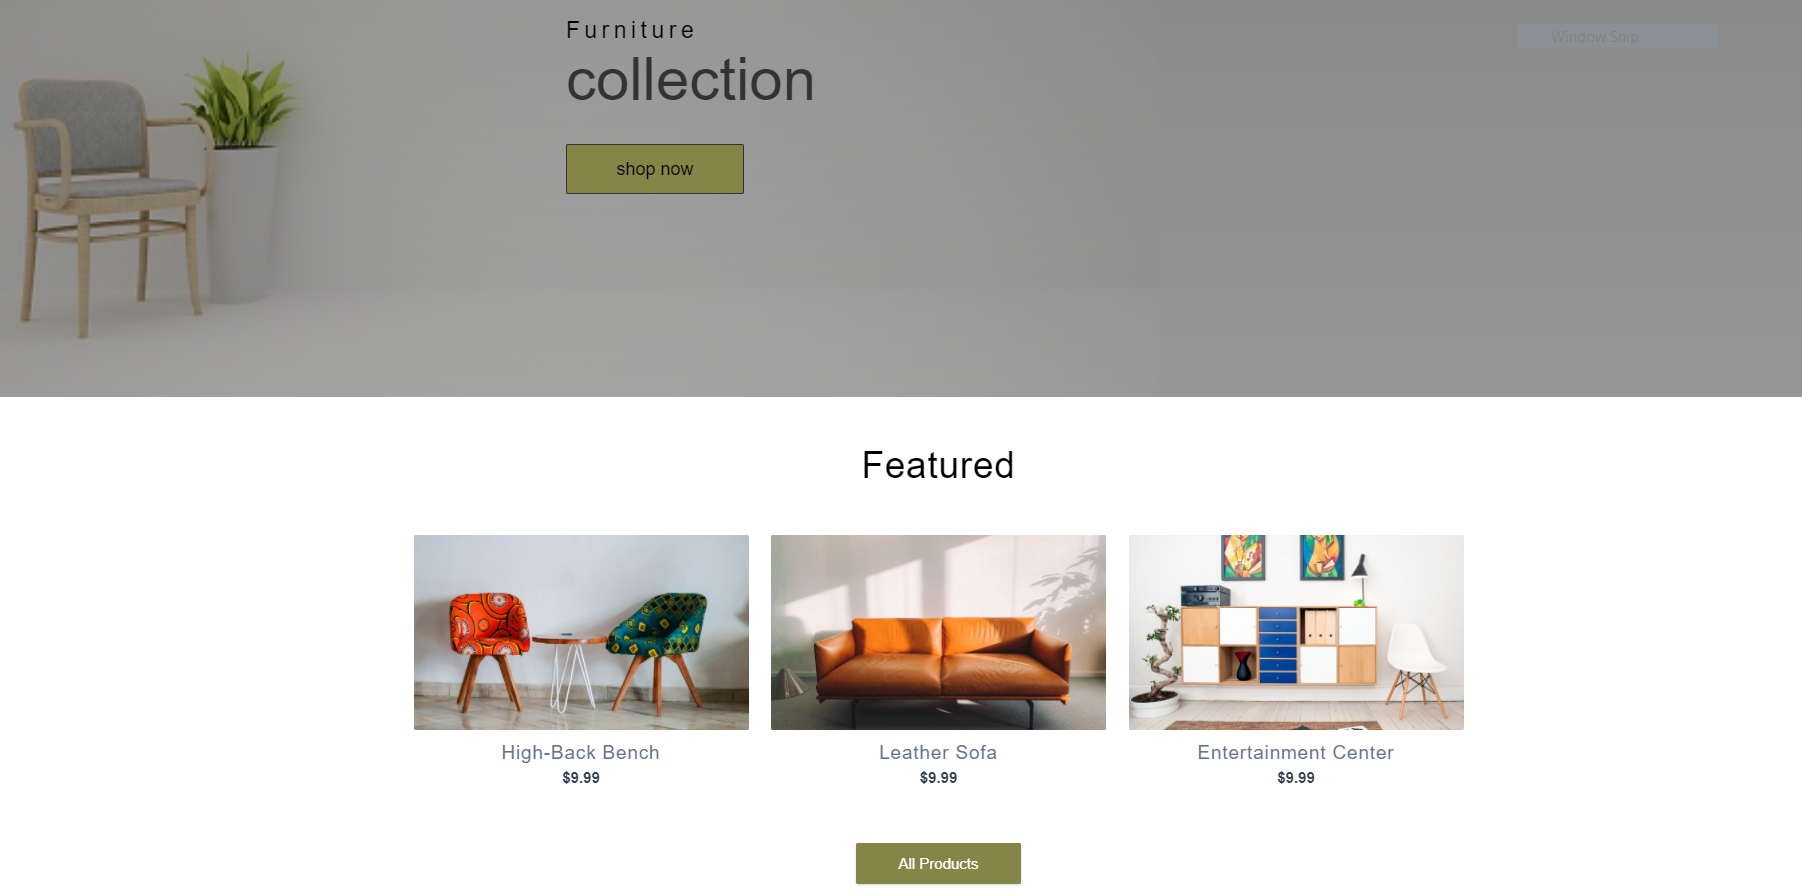 Furniture
Window Snip
collection
shop now
Featured
High-Back Bench
Leather Sofa
Entertainment Center
$9.99
$9.99
$9.99
All Products